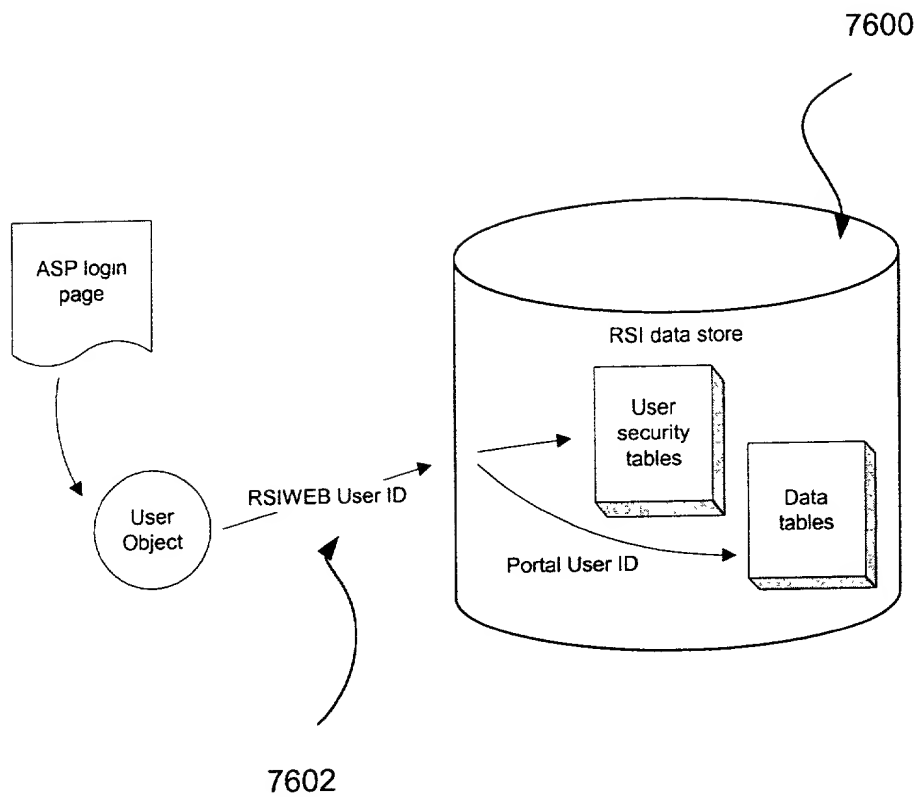 7600
ASP login
page
RSI data store
User
security
tables
RSIWEB User ID
User
Object
Data
tables
Portal User ID
7602